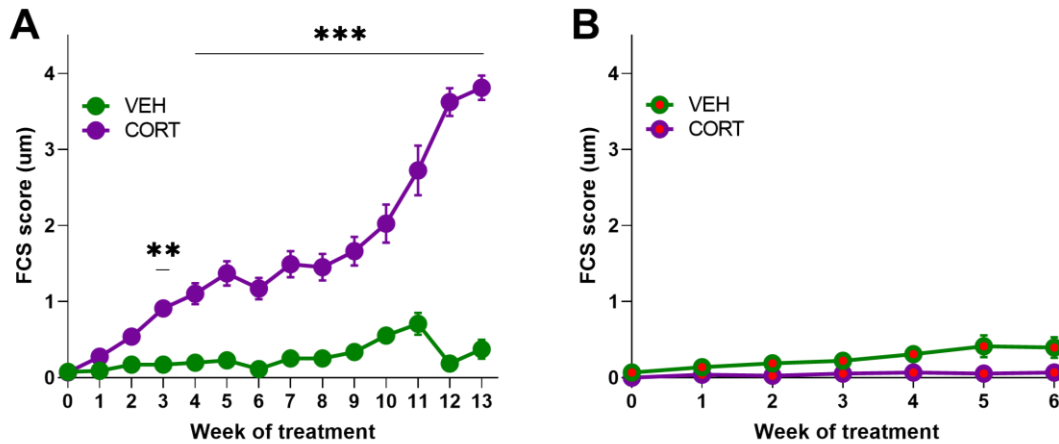 A
***
4
VEH
CORT
3
FCS score (um)
2
**
1
0
0 1 2 3 4 5 6 7 8 9 10 11 12 13
Week of treatment
B
4
VEH
CORT
3
FCS score (um)
2
1
0
0 1 2 3 4 5 6
Week of treatment